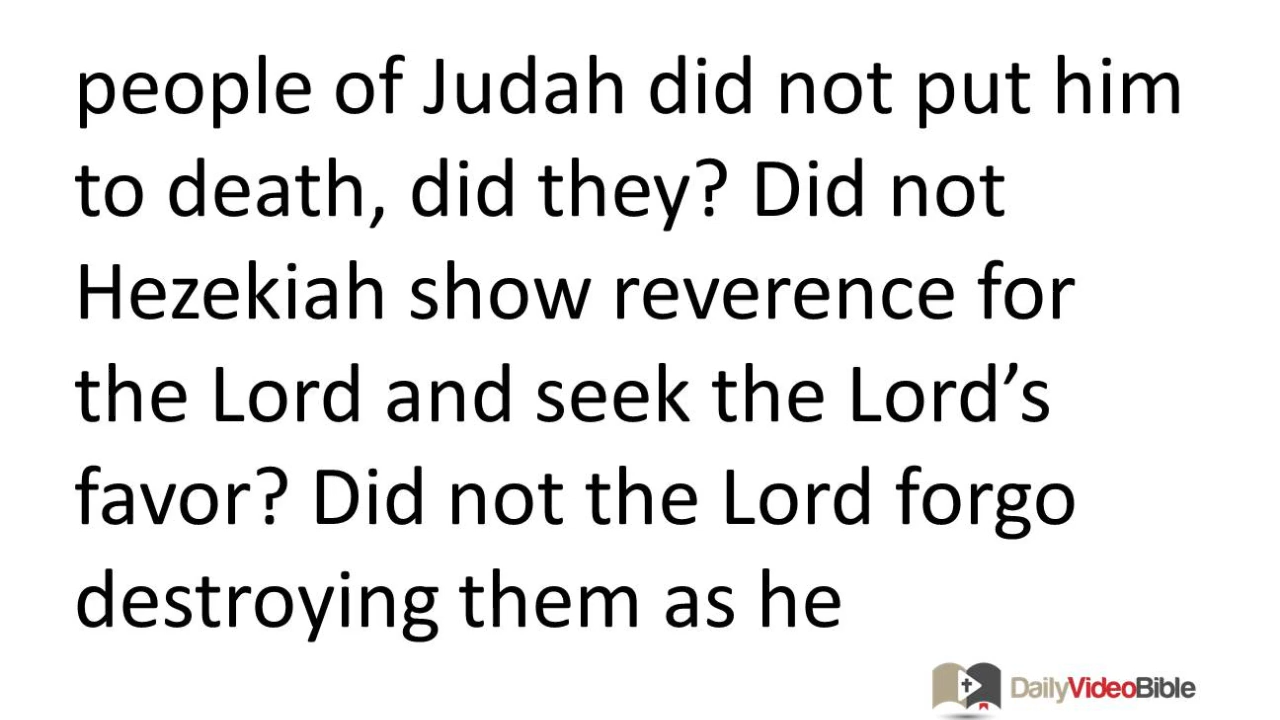 people of Judah did not put him
to death, did they? Did not
Hezekiah show reverence for
the Lord and seek the Lord’s
favor? Did not the Lord forgo
destroying them as he
DailyVideoBible